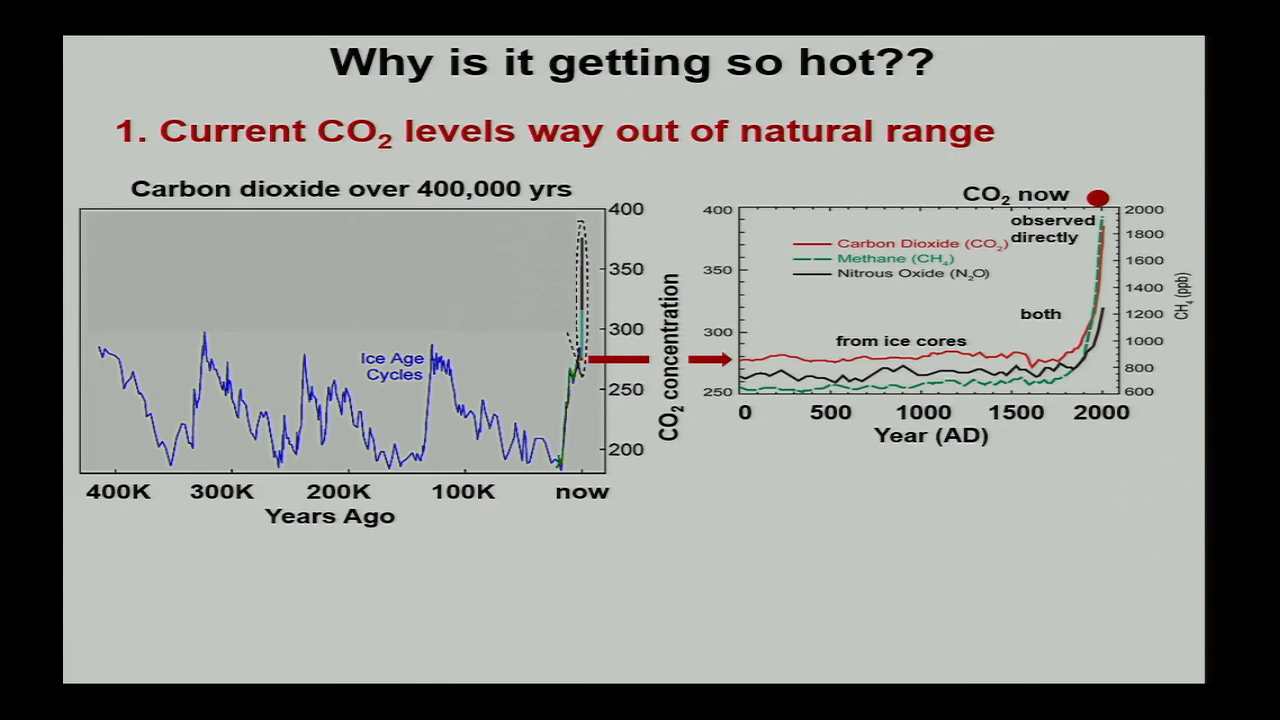 Why is it getting so hot??
1. Current CO₂ levels way out of natural range
Carbon dioxide over 400,000 yrs
400
350
300
250
200
Ice Age
Cycles
400K 300K 200K 100K now
Years Ago
CO₂ concentration
CO₂ now
observed
directly
400
350
300
250
Carbon Dioxide (CO₂)
Methane (CH₄)
Nitrous Oxide (N₂O)
both
from ice cores
2000
1800
1600
1400
1200
1000
800
600
CH₄ (ppb)
0 500 1000 1500 2000
Year (AD)